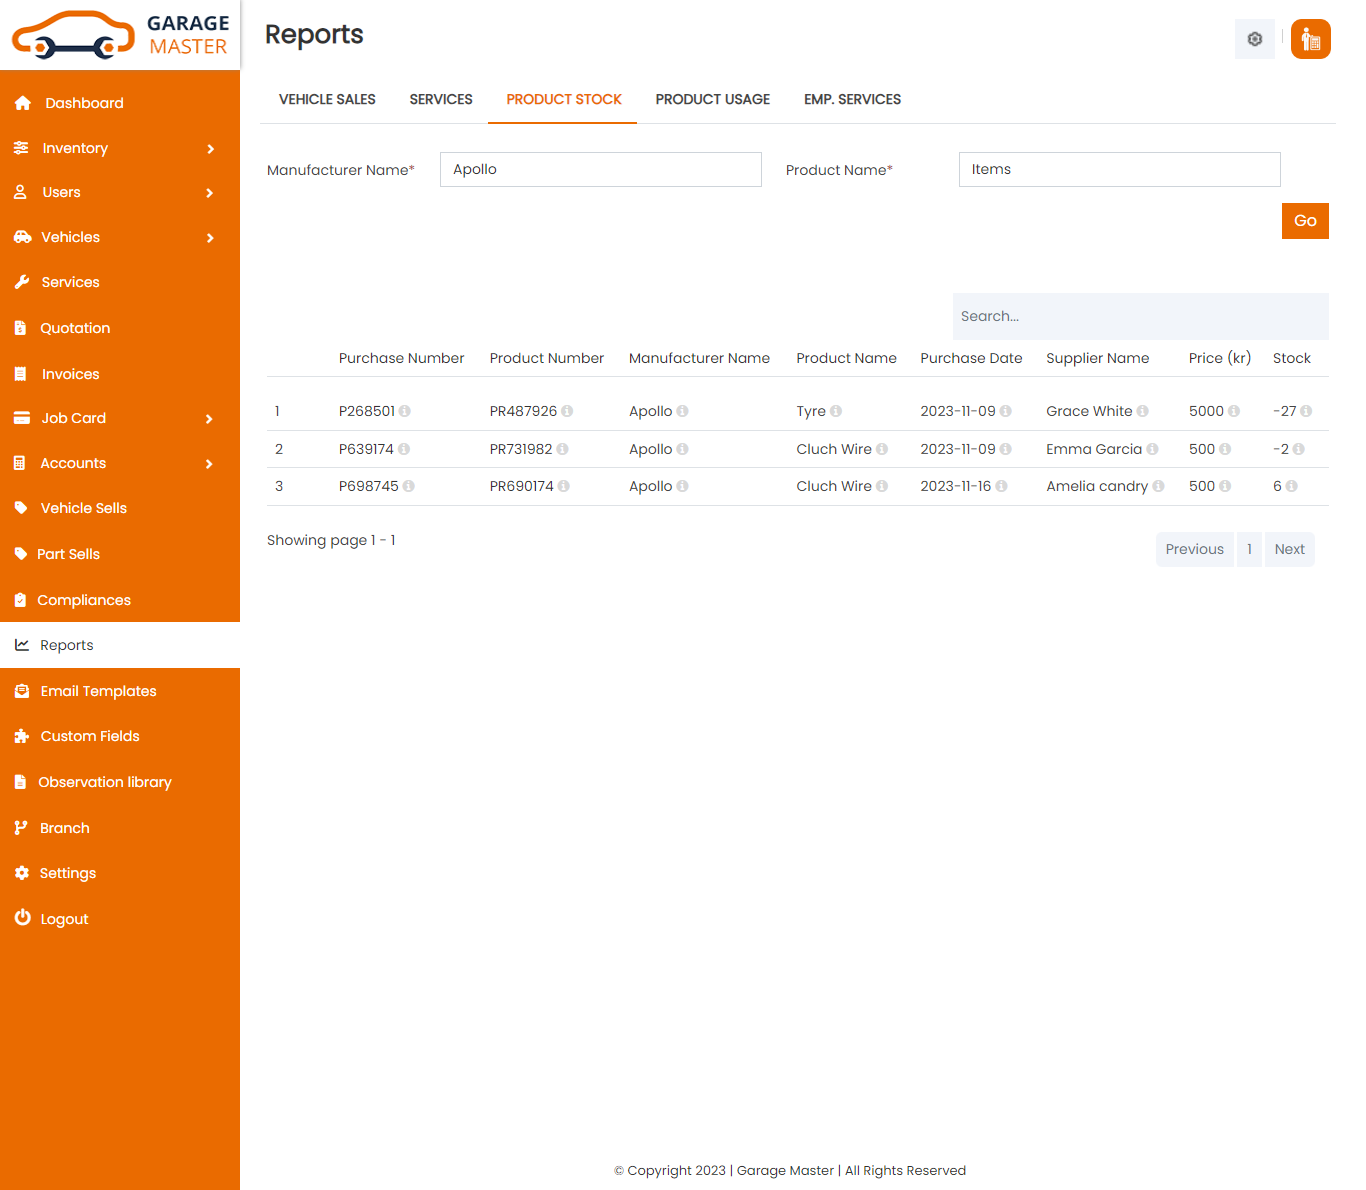 GARAGE
MASTER
Dashboard
Inventory
Users
Vehicles
Services
Quotation
Invoices
Job Card
Accounts
Vehicle Sells
Part Sells
Compliances
Reports
Email Templates
Custom Fields
Observation library
Branch
Settings
Logout
Reports
VEHICLE SALES SERVICES PRODUCT STOCK PRODUCT USAGE EMP. SERVICES
Manufacturer Name* Apollo Product Name* Items
Go
Search...
Purchase Number Product Number Manufacturer Name Product Name Purchase Date Supplier Name Price (kr) Stock
1 P268501 PR487926 Apollo Tyre 2023-11-09 Grace White 5000 -27
2 P639174 PR731982 Apollo Cluch Wire 2023-11-09 Emma Garcia 500 -2
3 P698745 PR690174 Apollo Cluch Wire 2023-11-16 Amelia candry 500 6
Showing page 1 - 1
Previous 1 Next
© Copyright 2023 | Garage Master | All Rights Reserved